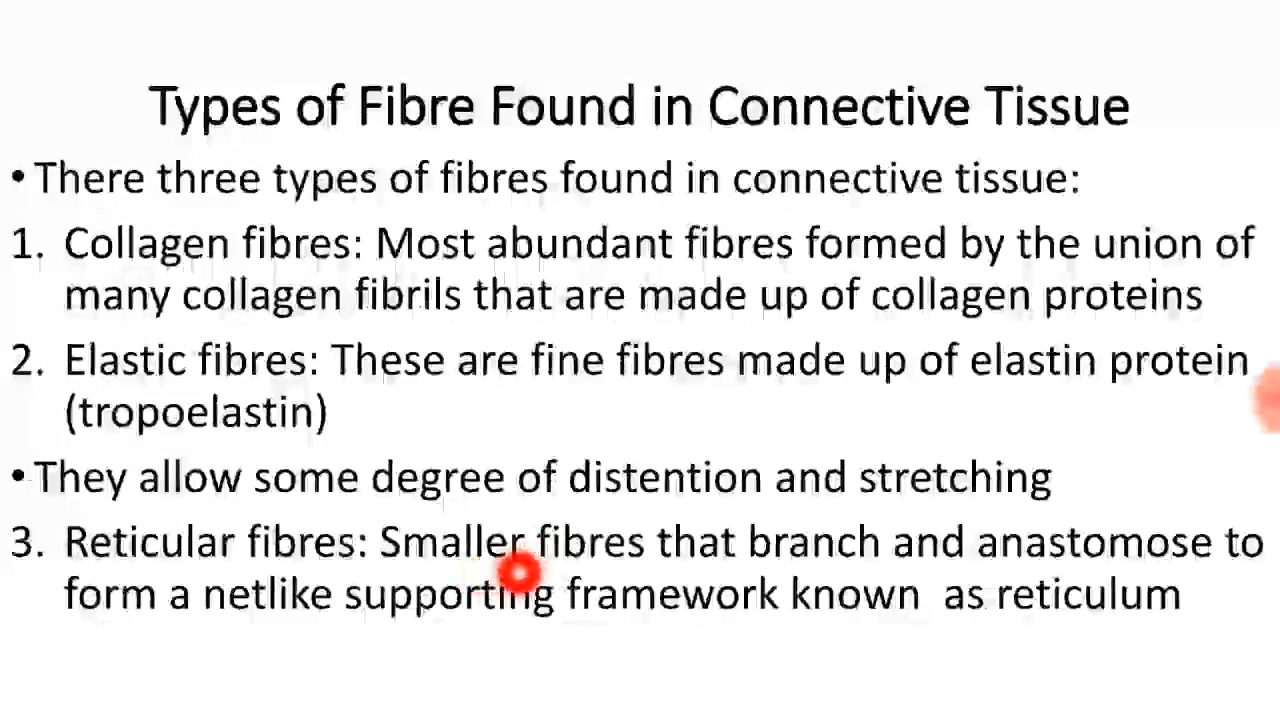 Types of Fibre Found in Connective Tissue
• There three types of fibres found in connective tissue:
1. Collagen fibres: Most abundant fibres formed by the union of
many collagen fibrils that are made up of collagen proteins
2. Elastic fibres: These are fine fibres made up of elastin protein
(tropoelastin)
• They allow some degree of distention and stretching
3. Reticular fibres: Smaller fibres that branch and anastomose to
form a netlike supporting framework known  as reticulum